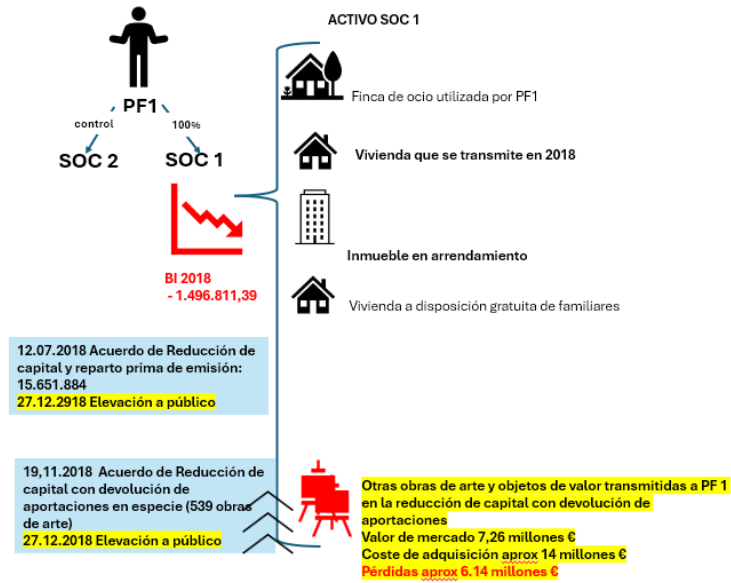 ACTIVO SOC 1
PF1
control
100%
SOC 2
SOC 1
Finca de ocio utilizada por PF1
Vivienda que se transmite en 2018
Inmueble en arrendamiento
BI 2018
- 1.496.811,39
Vivienda a disposición gratuita de familiares
12.07.2018 Acuerdo de Reducción de
capital y reparto prima de emisión:
15.651.884
27.12.2918 Elevación a público
19,11.2018 Acuerdo de Reducción de
capital con devolución de
aportaciones en especie (539 obras
de arte)
27.12.2018 Elevación a público
Otras obras de arte y objetos de valor transmitidas a PF 1
en la reducción de capital con devolución de
aportaciones
Valor de mercado 7,26 millones €
Coste de adquisición aprox 14 millones €
Pérdidas aprox 6.14 millones €